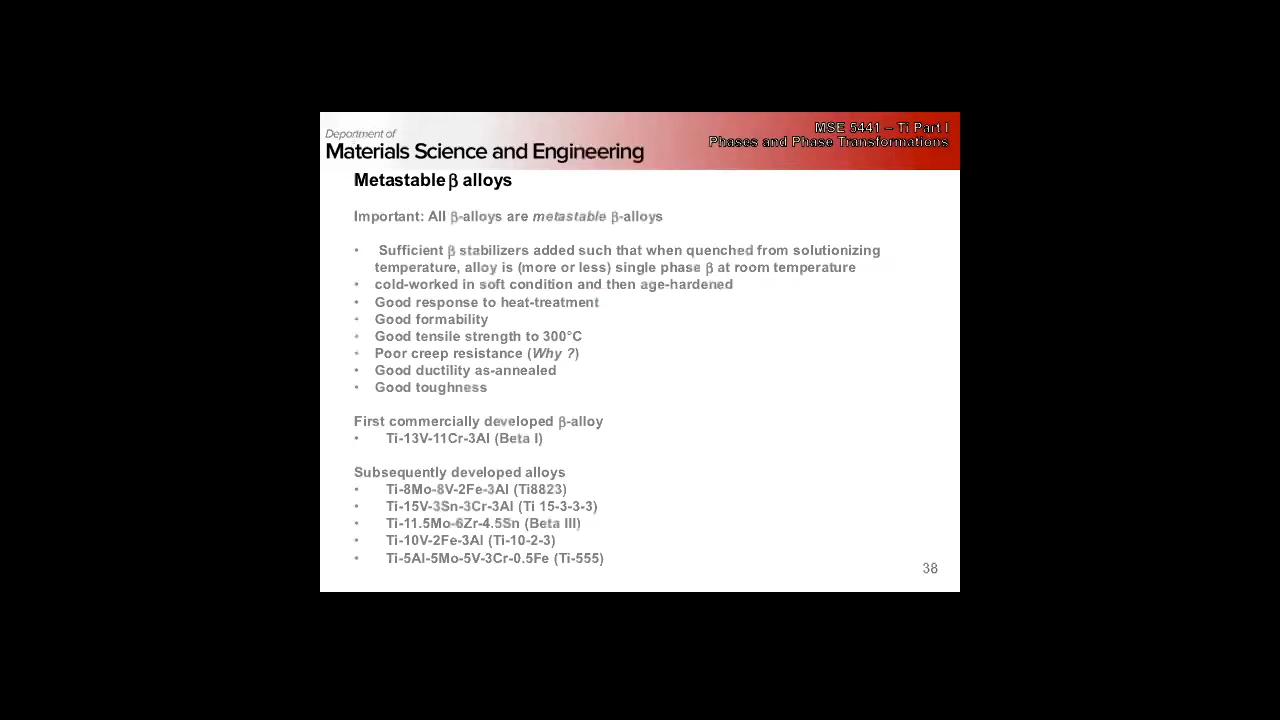 Department of
Materials Science and Engineering
MSE 5441 – Ti Part I
Phases and Phase Transformations
Metastable β alloys
Important: All β-alloys are metastable β-alloys
• Sufficient β stabilizers added such that when quenched from solutionizing
temperature, alloy is (more or less) single phase β at room temperature
• cold-worked in soft condition and then age-hardened
• Good response to heat-treatment
• Good formability
• Good tensile strength to 300°C
• Poor creep resistance (Why ?)
• Good ductility as-annealed
• Good toughness
First commercially developed β-alloy
• Ti-13V-11Cr-3Al (Beta I)
Subsequently developed alloys
• Ti-8Mo-8V-2Fe-3Al (Ti8823)
• Ti-15V-3Sn-3Cr-3Al (Ti 15-3-3-3)
• Ti-11.5Mo-6Zr-4.5Sn (Beta III)
• Ti-10V-2Fe-3Al (Ti-10-2-3)
• Ti-5Al-5Mo-5V-3Cr-0.5Fe (Ti-555)
38